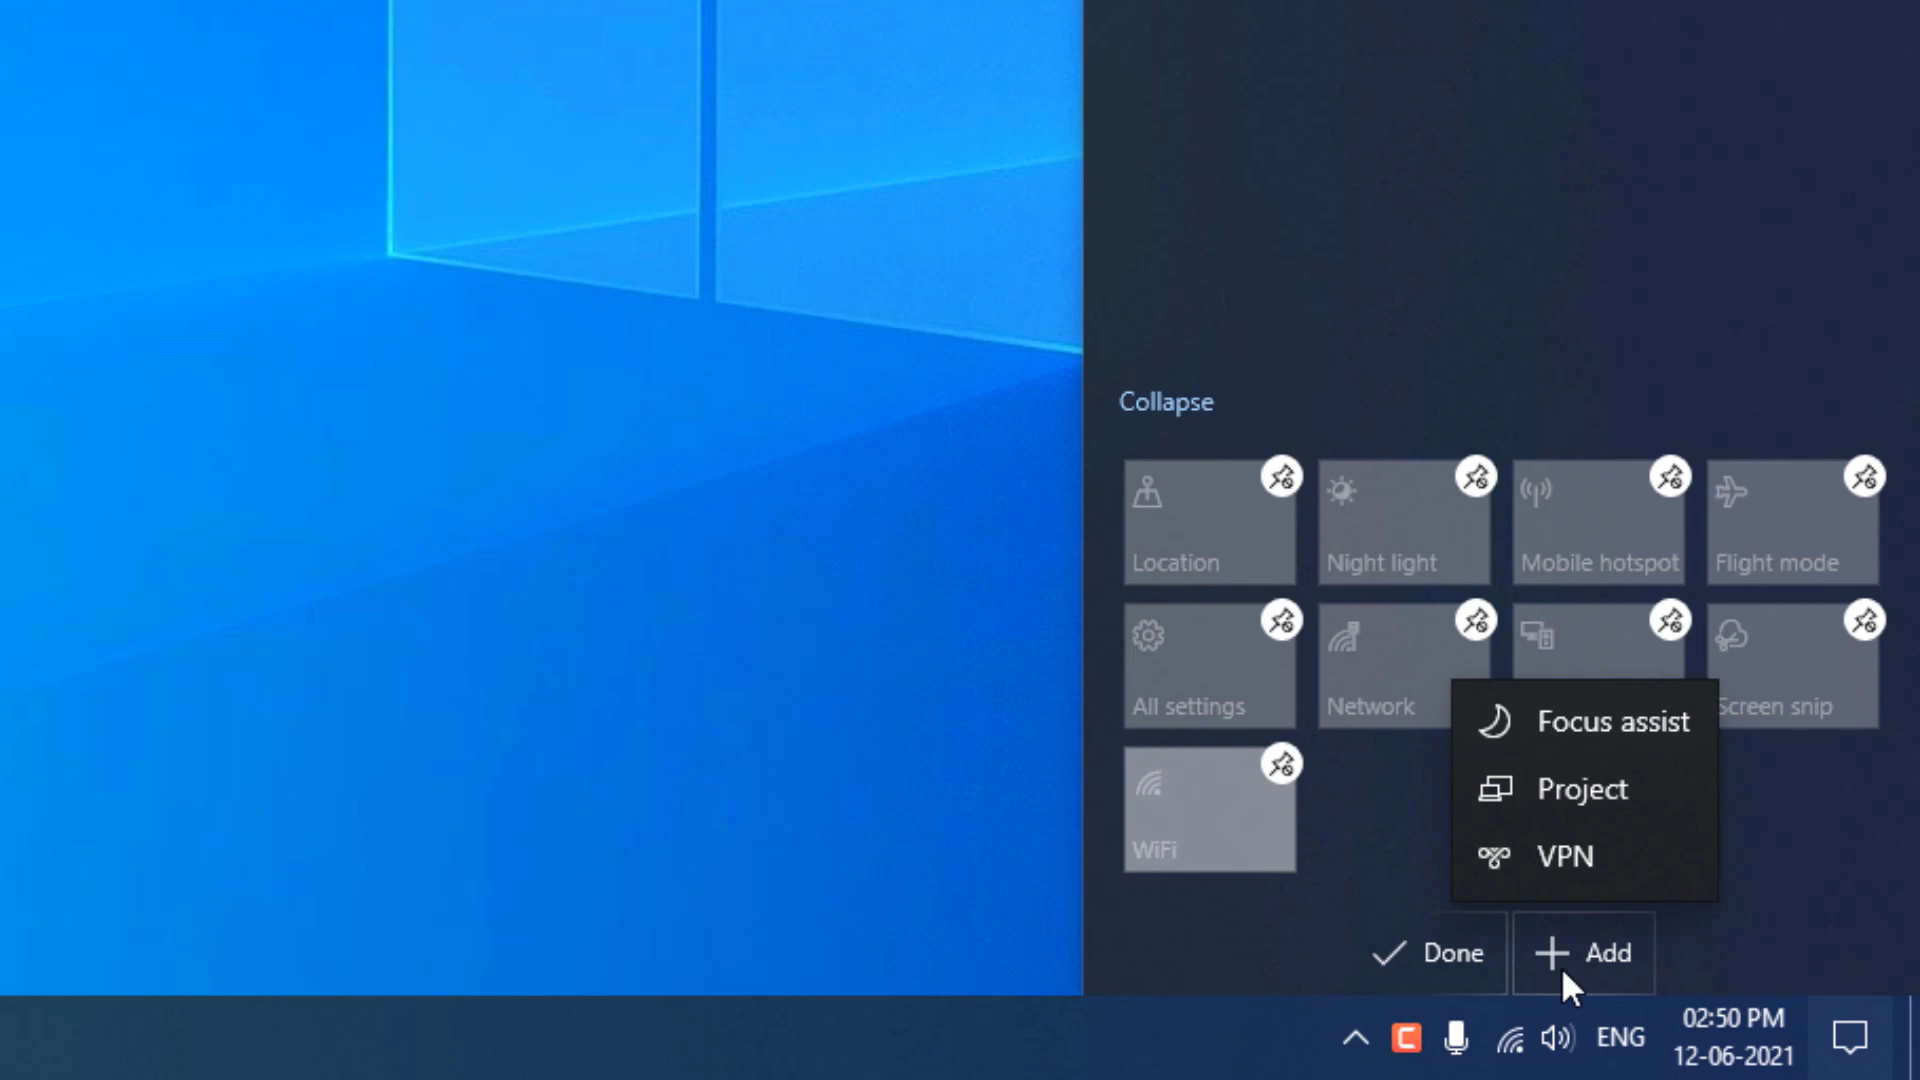 Collapse
Location
Night light
Mobile hotspot
Flight mode
All settings
Network
Screen snip
Focus assist
Project
WiFi
VPN
Done
Add
ENG
02:50 PM
12-06-2021